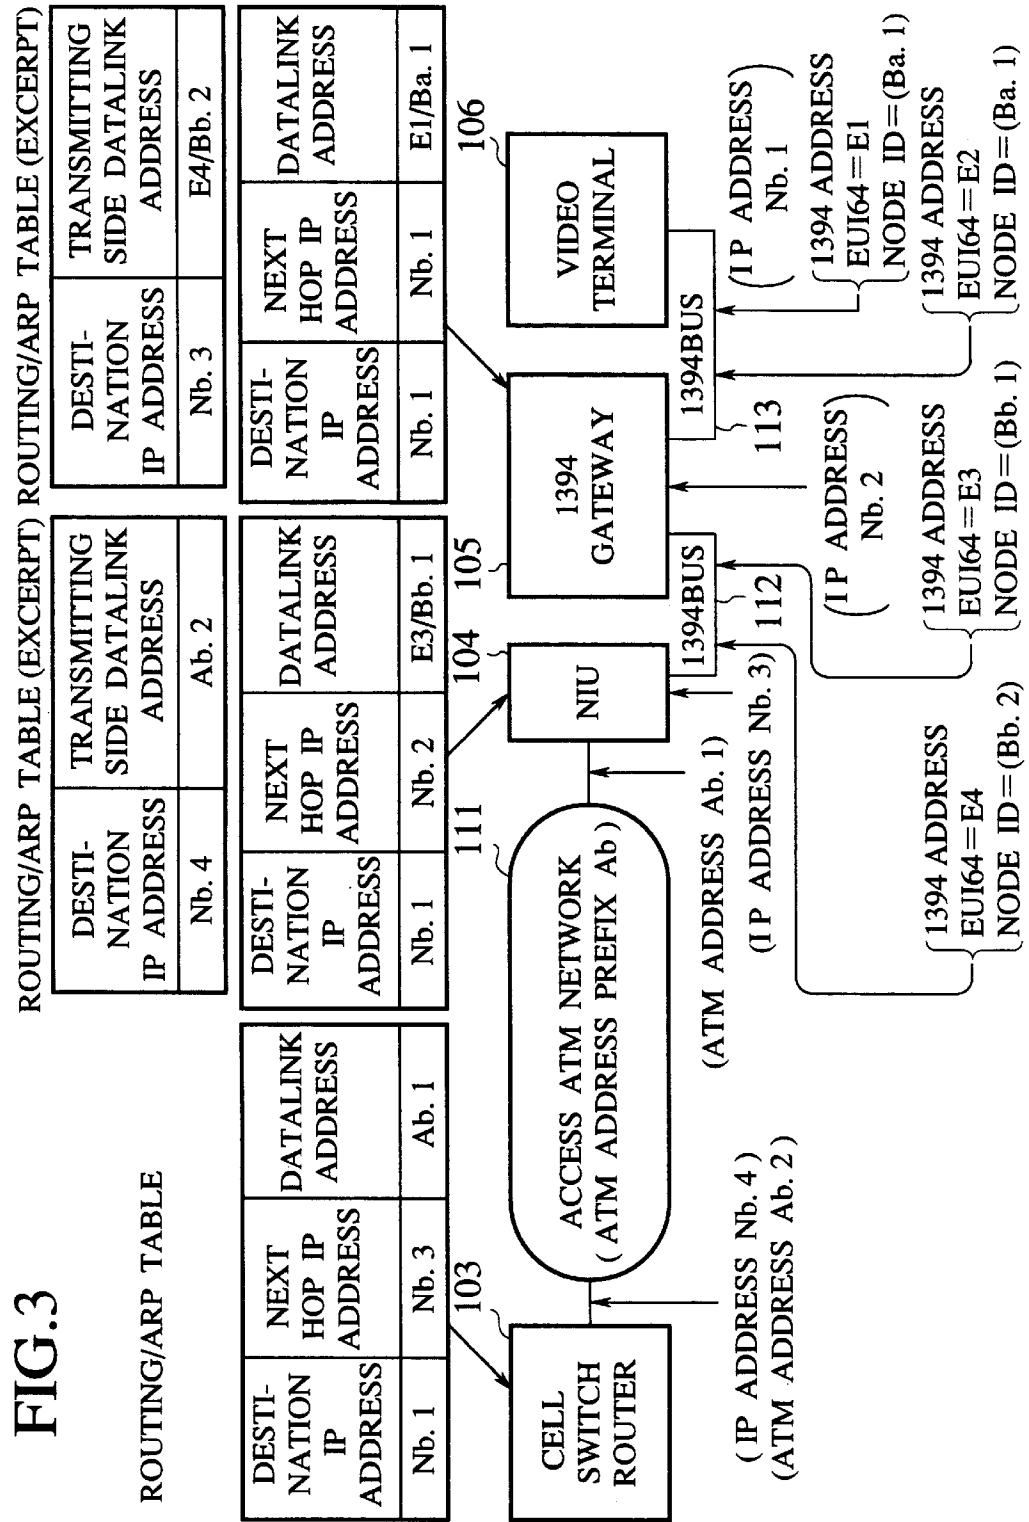 FIG.3
ROUTING/ARP TABLE
DESTI-
NATION
IP
ADDRESS
NEXT
HOP IP
ADDRESS
DATALINK
ADDRESS
Nb. 1
Nb. 3
Ab. 1
ROUTING/ARP TABLE (EXCERPT)
DESTI-
NATION
IP ADDRESS
TRANSMITTING
SIDE DATALINK
ADDRESS
Nb. 4
Ab. 2
DESTI-
NATION
IP
ADDRESS
NEXT
HOP IP
ADDRESS
DATALINK
ADDRESS
Nb. 1
Nb. 2
E3/Bb. 1
ROUTING/ARP TABLE (EXCERPT)
DESTI-
NATION
IP ADDRESS
TRANSMITTING
SIDE DATALINK
ADDRESS
Nb. 3
E4/Bb. 2
DESTI-
NATION
IP
ADDRESS
NEXT
HOP IP
ADDRESS
DATALINK
ADDRESS
Nb. 1
Nb. 1
E1/Ba. 1
103
111
104
105
106
CELL
SWITCH
ROUTER
ACCESS ATM NETWORK
(ATM ADDRESS PREFIX Ab)
NIU
1394
GATEWAY
VIDEO
TERMINAL
1394BUS
112
1394BUS
113
(IP ADDRESS Nb. 4)
(ATM ADDRESS Ab. 2)
(ATM ADDRESS Ab. 1)
(IP ADDRESS Nb. 3)
(IP ADDRESS
Nb. 2)
(IP ADDRESS
Nb. 1)
1394 ADDRESS
EUI64=E1
NODE ID=(Ba. 1)
1394 ADDRESS
EUI64=E2
NODE ID=(Ba. 1)
1394 ADDRESS
EUI64=E3
NODE ID=(Bb. 1)
1394 ADDRESS
EUI64=E4
NODE ID=(Bb. 2)